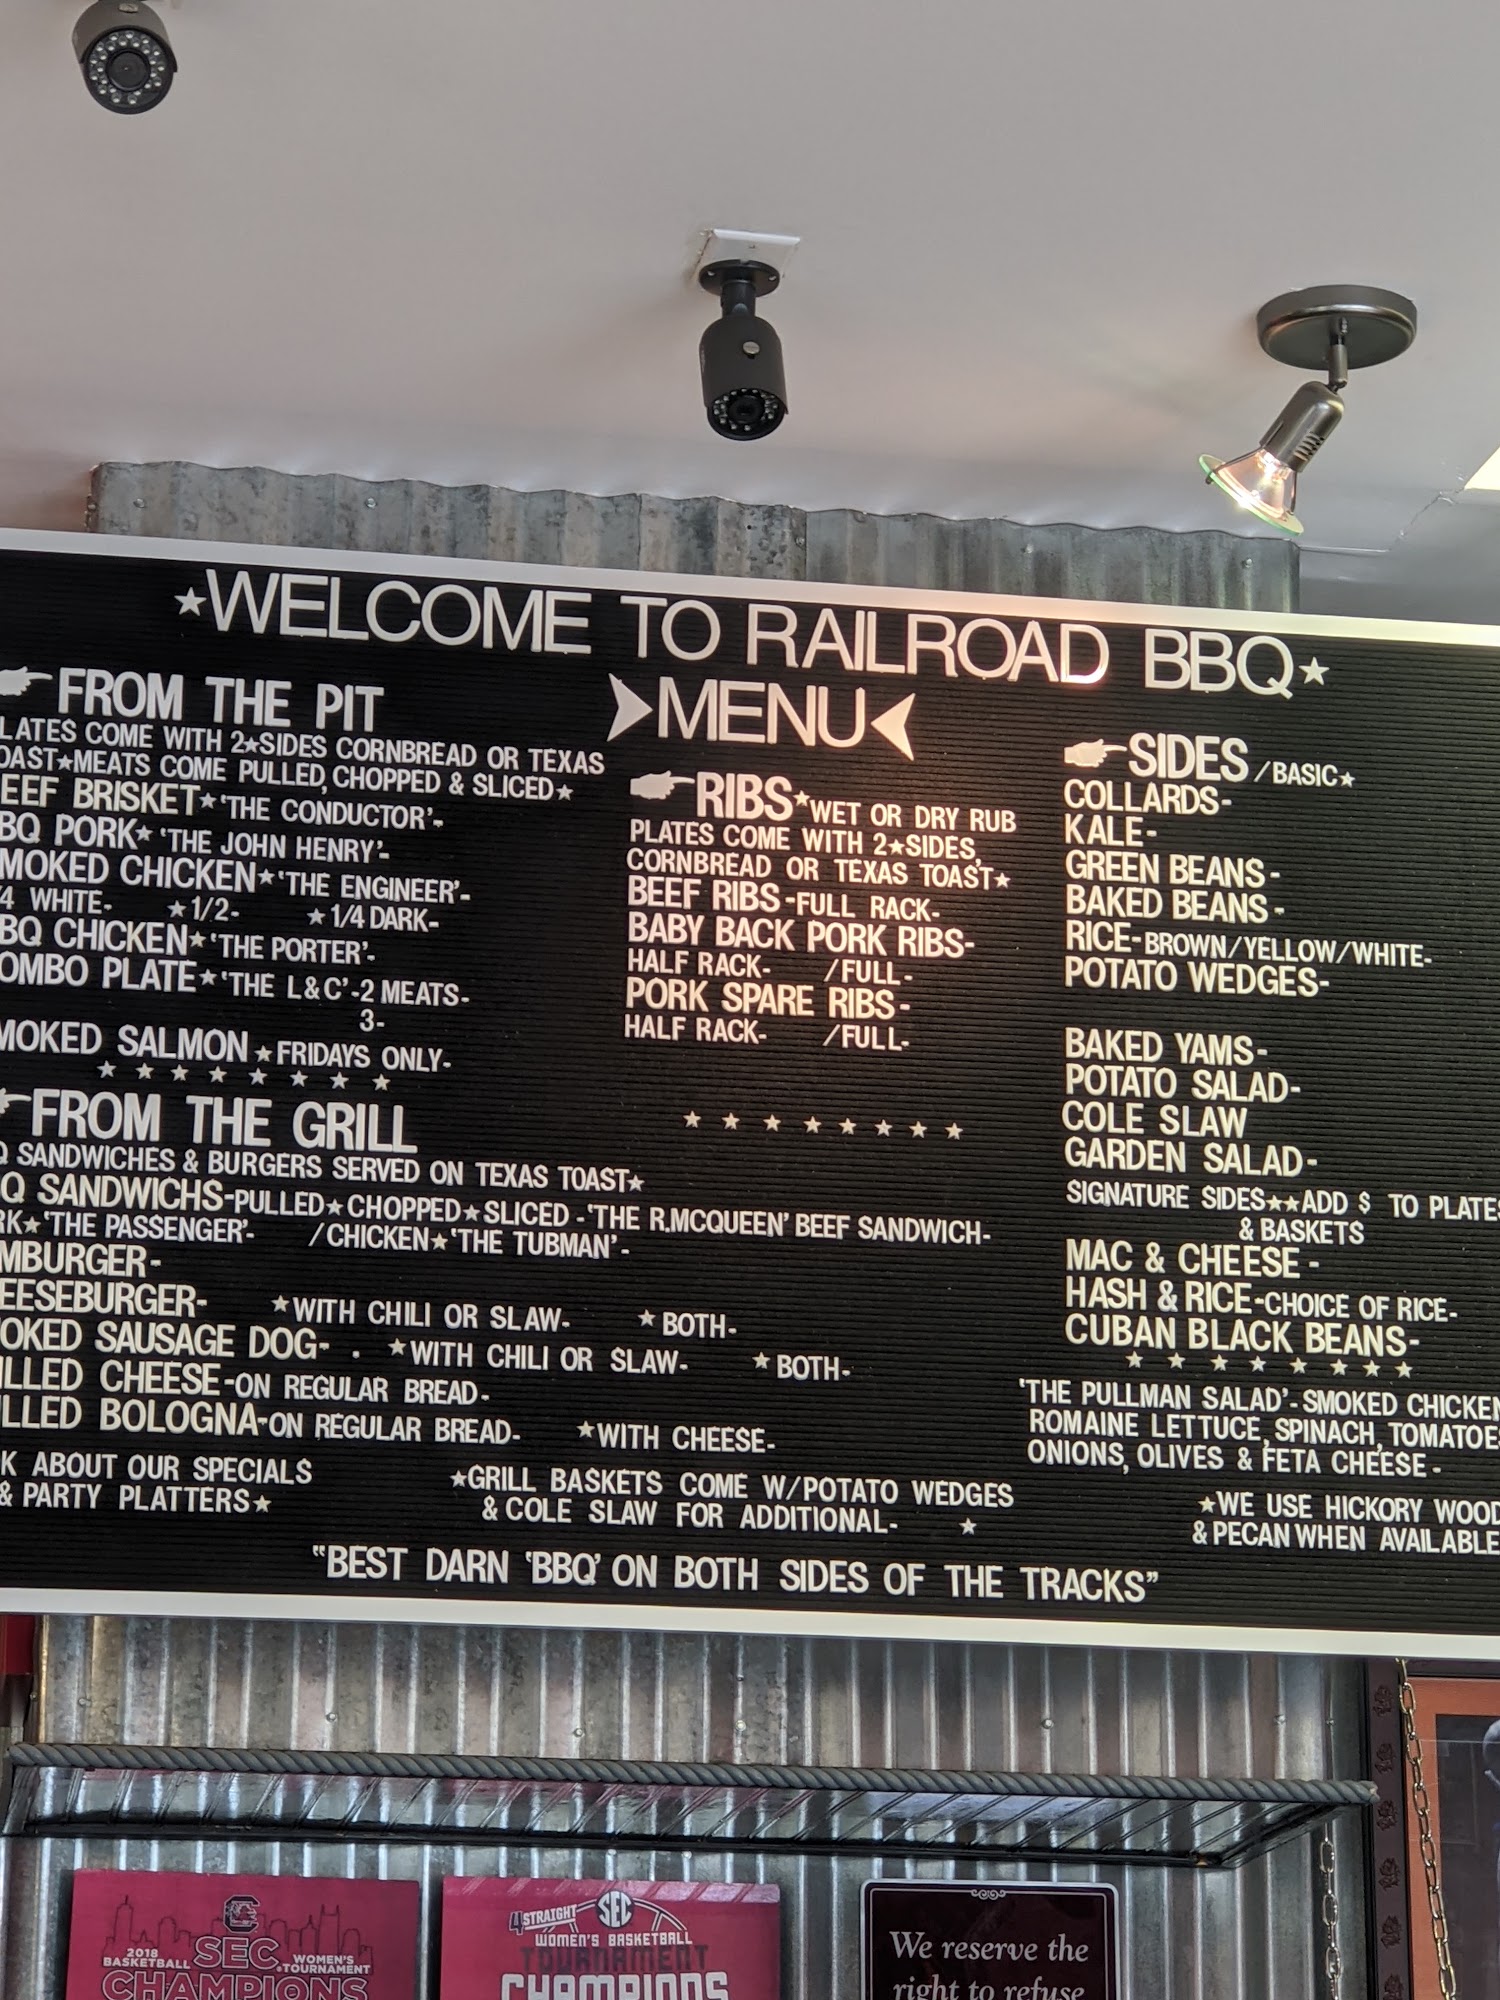 ★WELCOME TO RAILROAD BBQ★
MENU
FROM THE PIT
LATES COME WITH 2★SIDES CORNBREAD OR TEXAS
OAST★MEATS COME PULLED, CHOPPED & SLICED★
EEF BRISKET★'THE CONDUCTOR'-
BQ PORK★ 'THE JOHN HENRY'-
MOKED CHICKEN★'THE ENGINEER'-
/4 WHITE- ★1/2- ★1/4 DARK-
BQ CHICKEN★'THE PORTER'-
OMBO PLATE★'THE L&C'-2 MEATS-
3-
MOKED SALMON ★FRIDAYS ONLY-
★ ★ ★ ★ ★ ★ ★ ★
FROM THE GRILL
Q SANDWICHES & BURGERS SERVED ON TEXAS TOAST★
Q SANDWICHS-PULLED★CHOPPED★SLICED-'THE R.MCQUEEN' BEEF SANDWICH-
RK★'THE PASSENGER'- /CHICKEN★'THE TUBMAN'-
MBURGER-
EESEBURGER- ★WITH CHILI OR SLAW- ★BOTH-
OKED SAUSAGE DOG- . ★WITH CHILI OR SLAW- ★BOTH-
ILLED CHEESE-ON REGULAR BREAD-
ILLED BOLOGNA-ON REGULAR BREAD- ★WITH CHEESE-
K ABOUT OUR SPECIALS
& PARTY PLATTERS★
★GRILL BASKETS COME W/POTATO WEDGES
& COLE SLAW FOR ADDITIONAL- ★
RIBS★WET OR DRY RUB
PLATES COME WITH 2★SIDES,
CORNBREAD OR TEXAS TOAST★
BEEF RIBS-FULL RACK-
BABY BACK PORK RIBS-
HALF RACK- /FULL-
PORK SPARE RIBS-
HALF RACK- /FULL-
★ ★ ★ ★ ★ ★ ★
SIDES/BASIC★
COLLARDS-
KALE-
GREEN BEANS-
BAKED BEANS-
RICE-BROWN/YELLOW/WHITE-
POTATO WEDGES-
BAKED YAMS-
POTATO SALAD-
COLE SLAW
GARDEN SALAD-
SIGNATURE SIDES★★ADD $ TO PLATES
& BASKETS
MAC & CHEESE-
HASH & RICE-CHOICE OF RICE-
CUBAN BLACK BEANS-
★ ★ ★ ★ ★ ★ ★ ★
'THE PULLMAN SALAD'-SMOKED CHICKEN
ROMAINE LETTUCE, SPINACH, TOMATOES
ONIONS, OLIVES & FETA CHEESE-
★WE USE HICKORY WOOD
& PECAN WHEN AVAILABLE
"BEST DARN 'BBQ' ON BOTH SIDES OF THE TRACKS"
2018 SEC WOMEN'S
BASKETBALL TOURNAMENT
CHAMPIONS
4 STRAIGHT SEC
WOMEN'S BASKETBALL
TOURNAMENT
CHAMPIONS
We reserve the
right to refuse